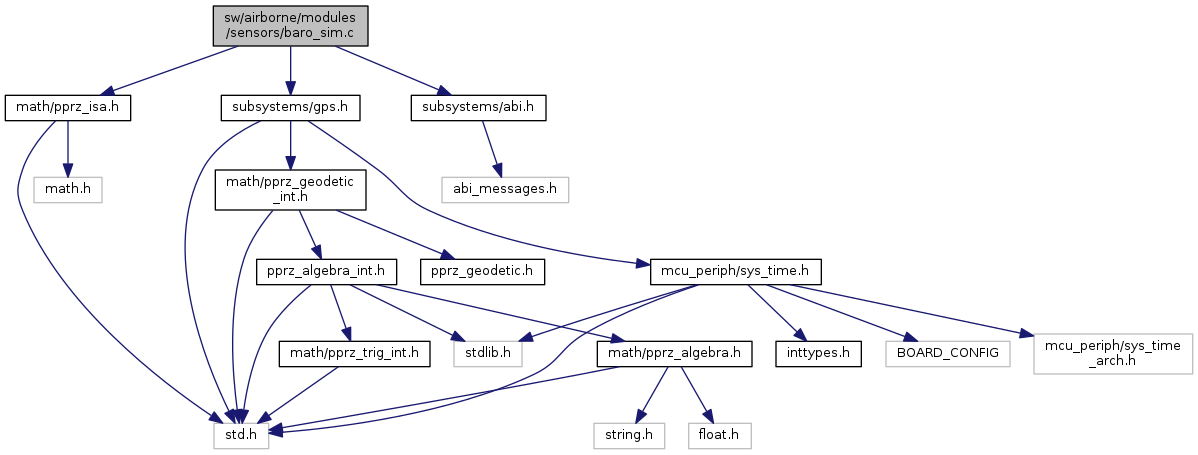 sw/airborne/modules
/sensors/baro_sim.c
math/pprz_isa.h
subsystems/gps.h
subsystems/abi.h
math.h
math/pprz_geodetic
_int.h
abi_messages.h
pprz_algebra_int.h
pprz_geodetic.h
mcu_periph/sys_time.h
math/pprz_trig_int.h
stdlib.h
math/pprz_algebra.h
inttypes.h
BOARD_CONFIG
mcu_periph/sys_time
_arch.h
std.h
string.h
float.h